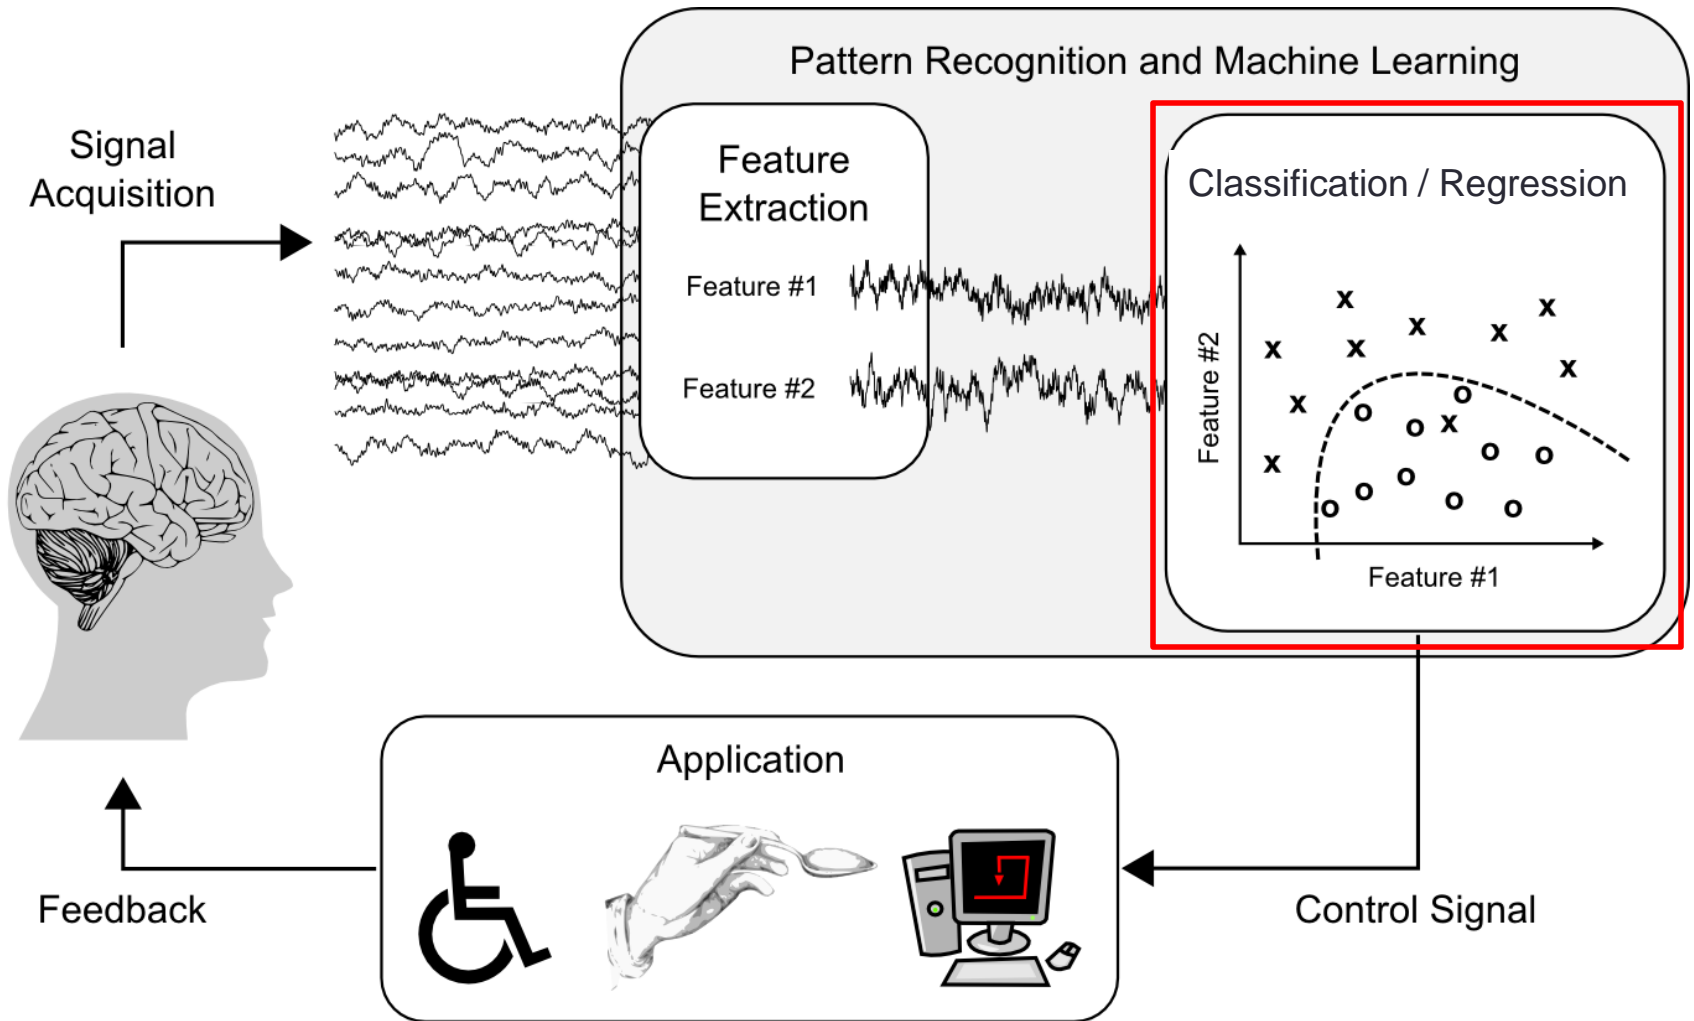 Pattern Recognition and Machine Learning
Signal
Acquisition
Feature
Extraction
Feature #1
Feature #2
Classification / Regression
Feature #2
x
x
x
x
x
x
x
x
x
x
o
o
o
o
o
o
o
o
o
o
Feature #1
Application
Feedback
Control Signal